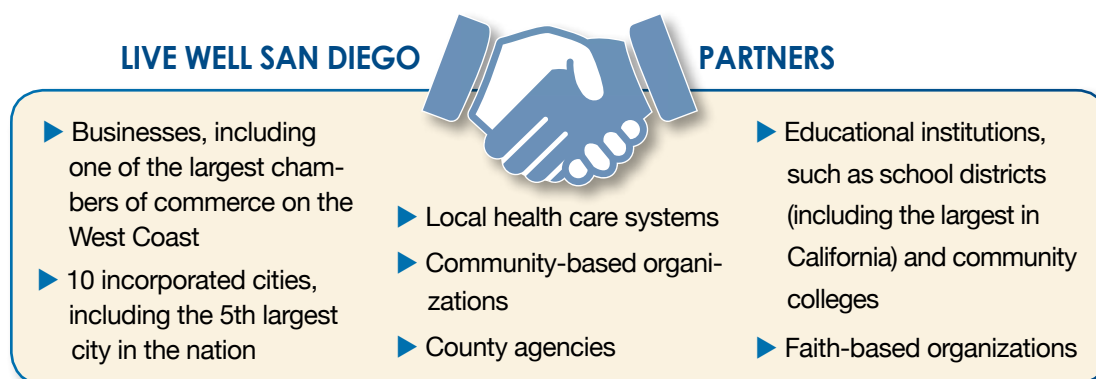 LIVE WELL SAN DIEGO PARTNERS
▶ Businesses, including
one of the largest cham-
bers of commerce on the
West Coast
▶ 10 incorporated cities,
including the 5th largest
city in the nation
▶ Local health care systems
▶ Community-based organi-
zations
▶ County agencies
▶ Educational institutions,
such as school districts
(including the largest in
California) and community
colleges
▶ Faith-based organizations